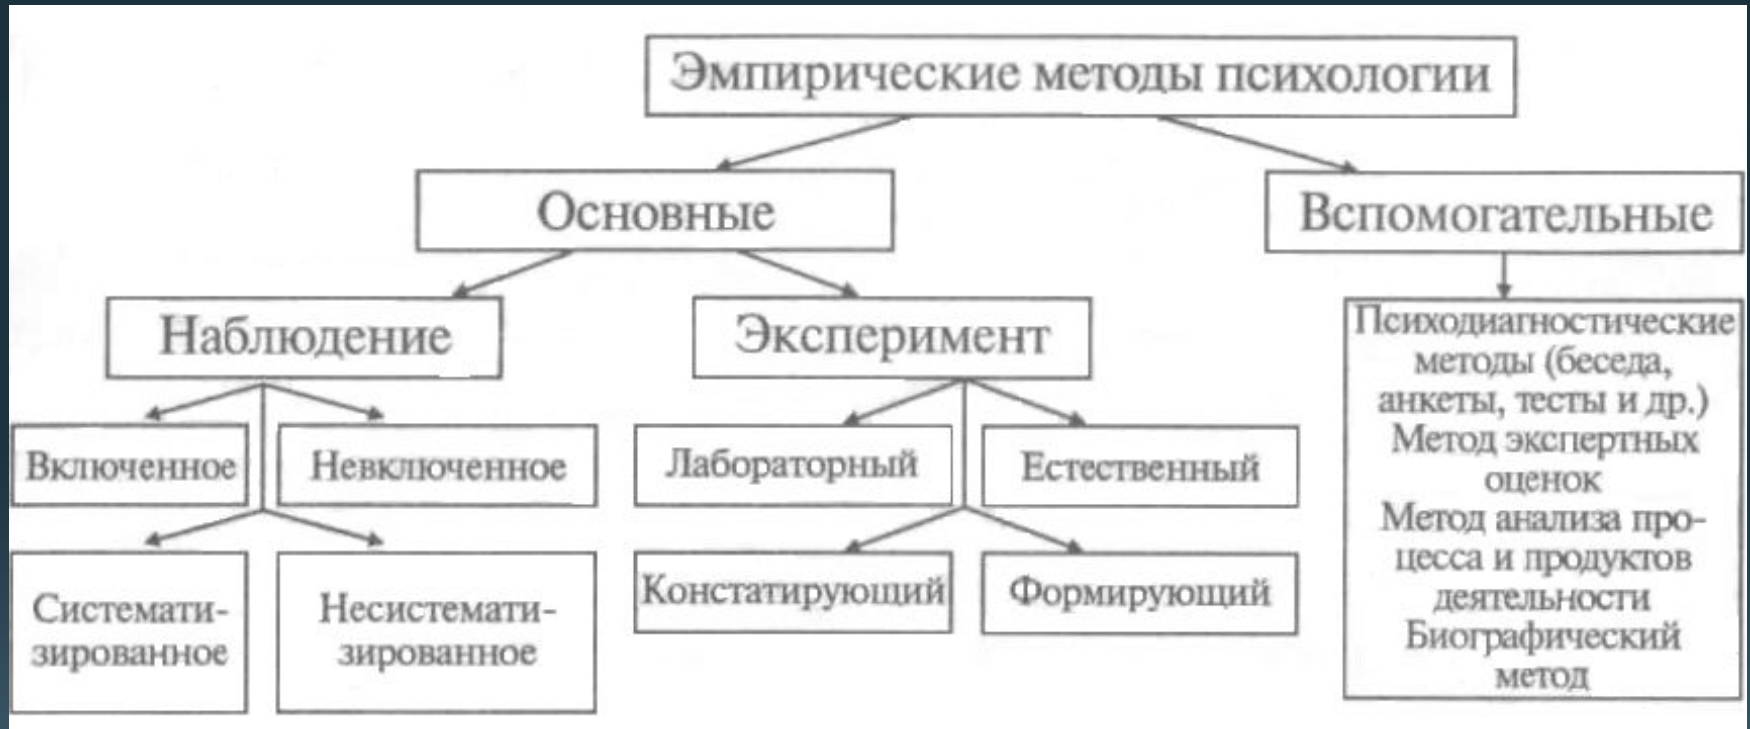 Эмпирические методы психологии
Основные
Вспомогательные
Наблюдение
Эксперимент
Включенное
Невключенное
Лабораторный
Естественный
Системати-
зированное
Несистемати-
зированное
Констатирующий
Формирующий
Психодиагностические
методы (беседа,
анкеты, тесты и др.)
Метод экспертных
оценок
Метод анализа про-
цесса и продуктов
деятельности
Биографический
метод